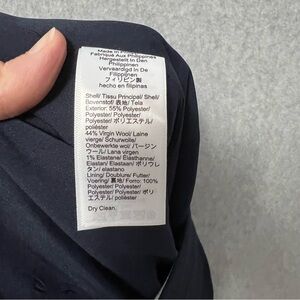 Made in
Fabriqué Aux Philippines
Hergestellt In Den
Philippinen
Vervaardigd In De
Filippijnen
フィリピン製
hecho en filipinas
Shell/ Tissu Principal/ Shell/
Bovenstof/ 表地/ Tela
Exterior: 55% Polyester/
Polyester/ Polyester/
Polyester/ ポリエステル/
poliéster
44% Virgin Wool/ Laine
vierge/ Schurwolle/
Onbewerkte wol/ バージン
ウール/ Lana virgen
1% Elastane/ Élasthanne/
Elastan/ Elastaan/ ポリウレ
タン/ elastano
Lining/ Doublure/ Futter/
Voering/ 裏地/ Forro: 100%
Polyester/ Polyester/
Polyester/ Polyester/ ポリ
エステル/ poliéster
Dry Clean.